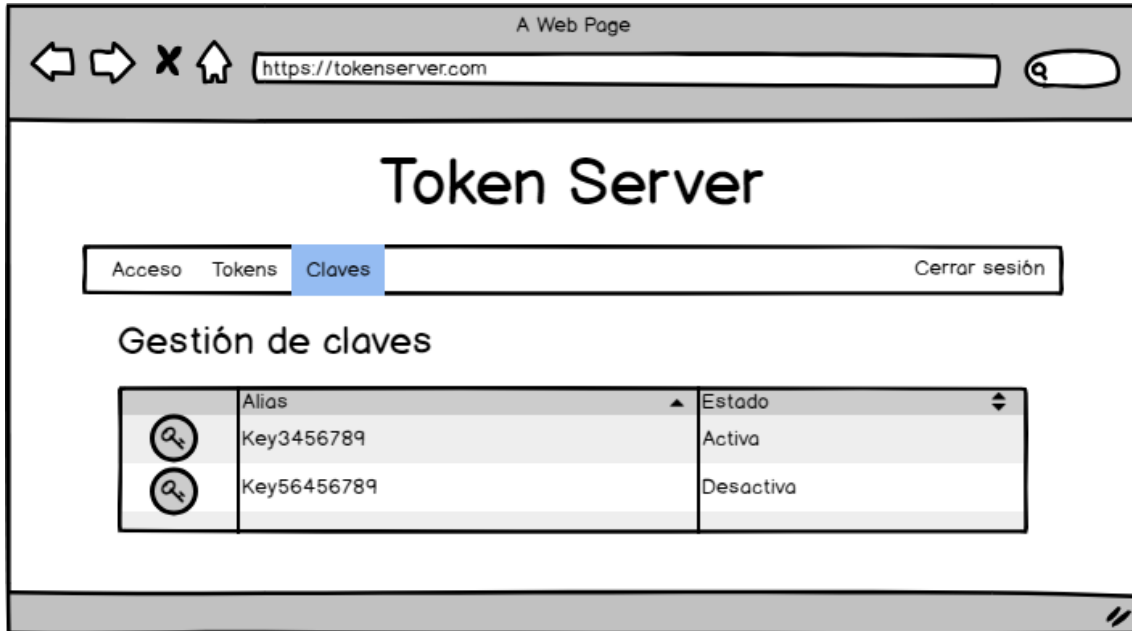 A Web Page
https://tokenserver.com
Token Server
Acceso Tokens Claves Cerrar sesión
Gestión de claves
Alias Estado
Key3456789 Activa
Key56456789 Desactiva